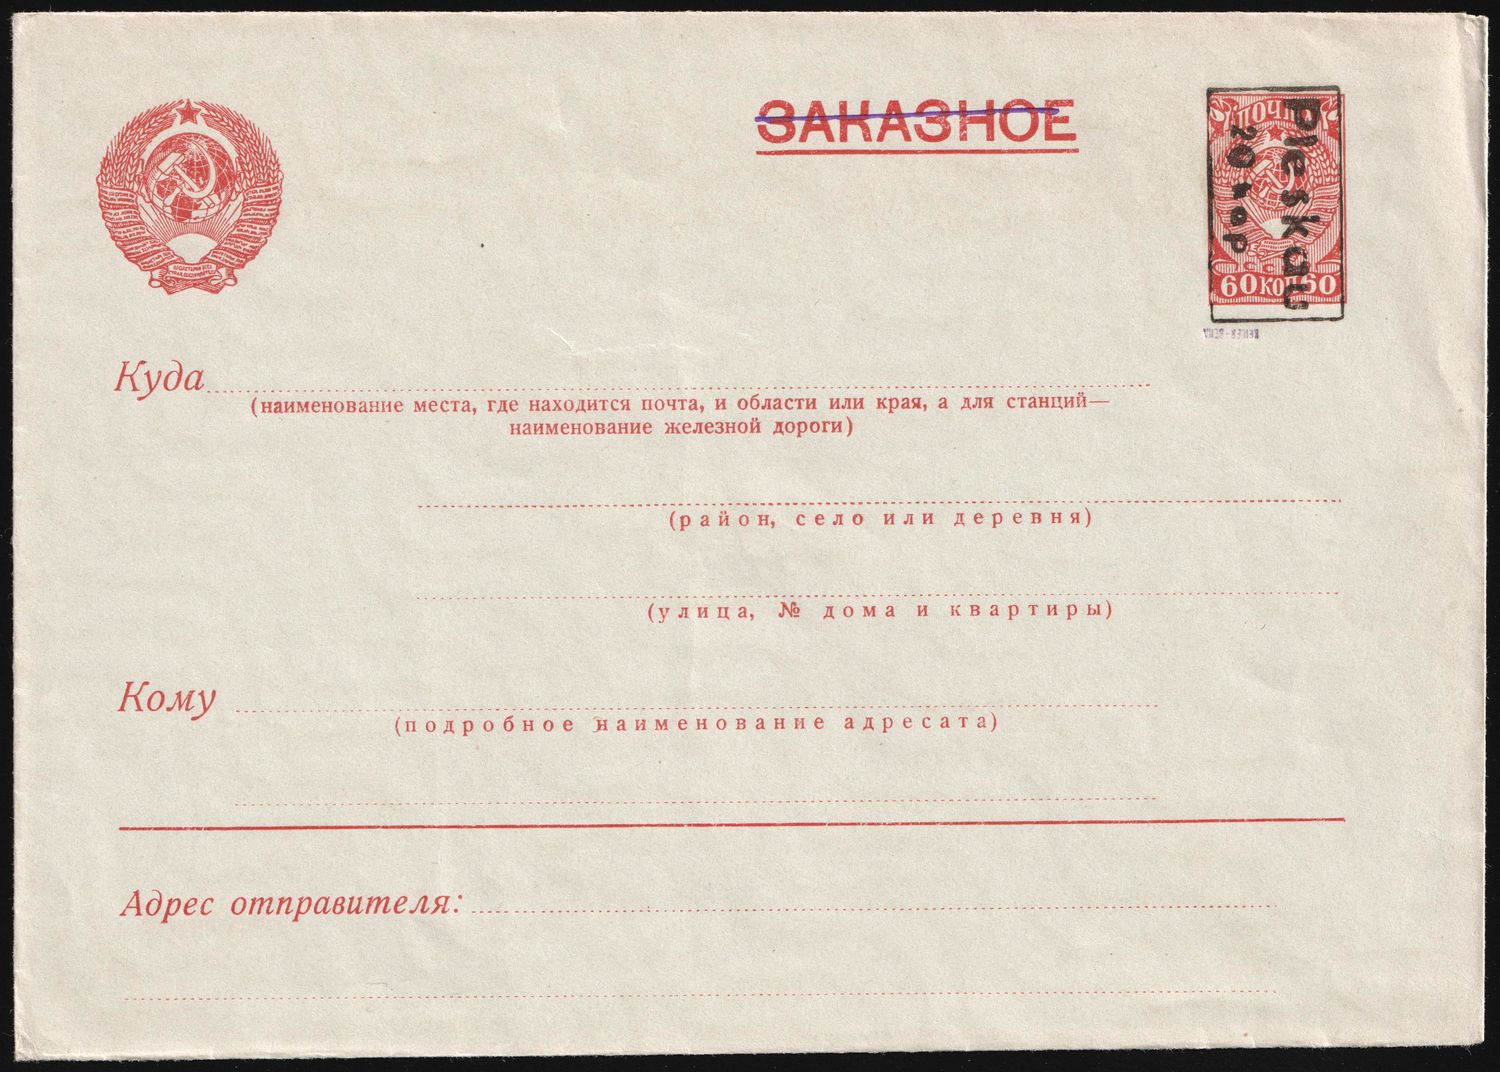 ЗАКАЗНОЕ
ПОЧТА
Pleskau
20 кор
60 КОП 60
Куда
(наименование места, где находится почта, и области или края, а для станций—
наименование железной дороги)
(район, село или деревня)
(улица, № дома и квартиры)
Кому
(подробное наименование адресата)
Адрес отправителя: